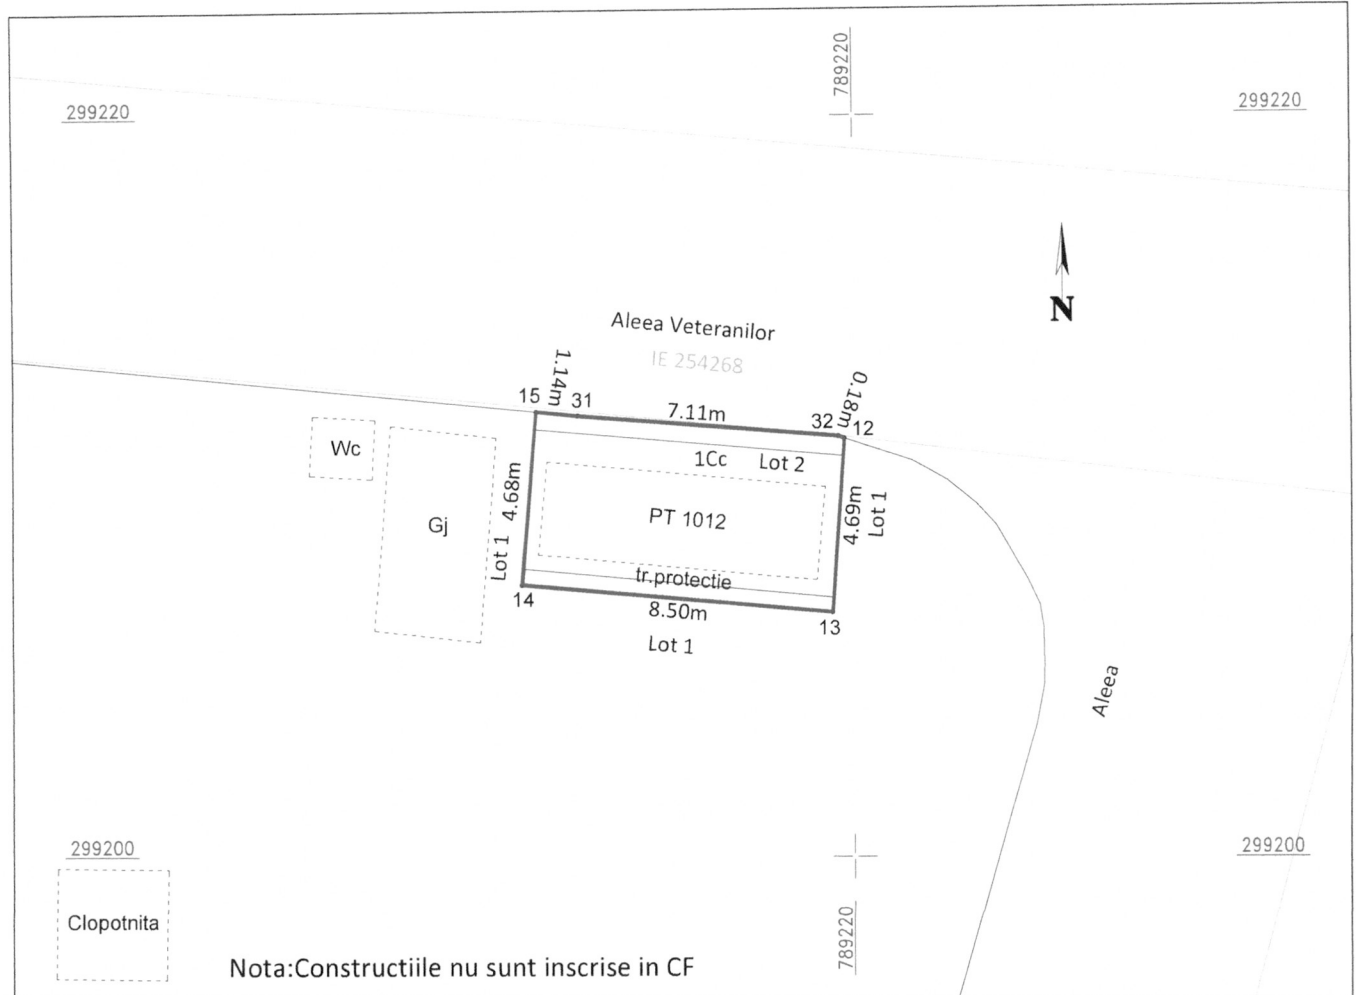 789220
299220
299220
N
Aleea Veteranilor
IE 254268
15
1.14m
31
7.11m
32
0.18m
12
Wc
1Cc
Lot 2
4.68m
Gj
PT 1012
4.69m
Lot 1
Lot 1
tr.protectie
14
8.50m
13
Lot 1
Aleea
299200
299200
Clopotnita
789220
Nota:Constructiile nu sunt inscrise in CF